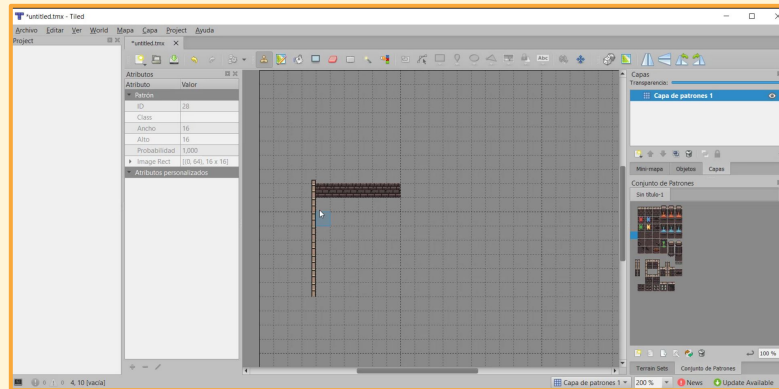 *untitled.tmx - Tiled
Archivo Editar Ver World Mapa Capa Project Ayuda
Project
*untitled.tmx
Abc
Atributos
Atributo Valor
Patrón
ID 28
Class
Ancho 16
Alto 16
Probabilidad 1,000
Image Rect [(0, 64), 16 x 16]
Atributos personalizados
Capas
Transparencia:
Capa de patrones 1
Mini-mapa Objetos Capas
Conjunto de Patrones
Sin título-1
100 %
Terrain Sets Conjunto de Patrones
0 0 4, 10 [vacía]
Capa de patrones 1 200 % News Update Available